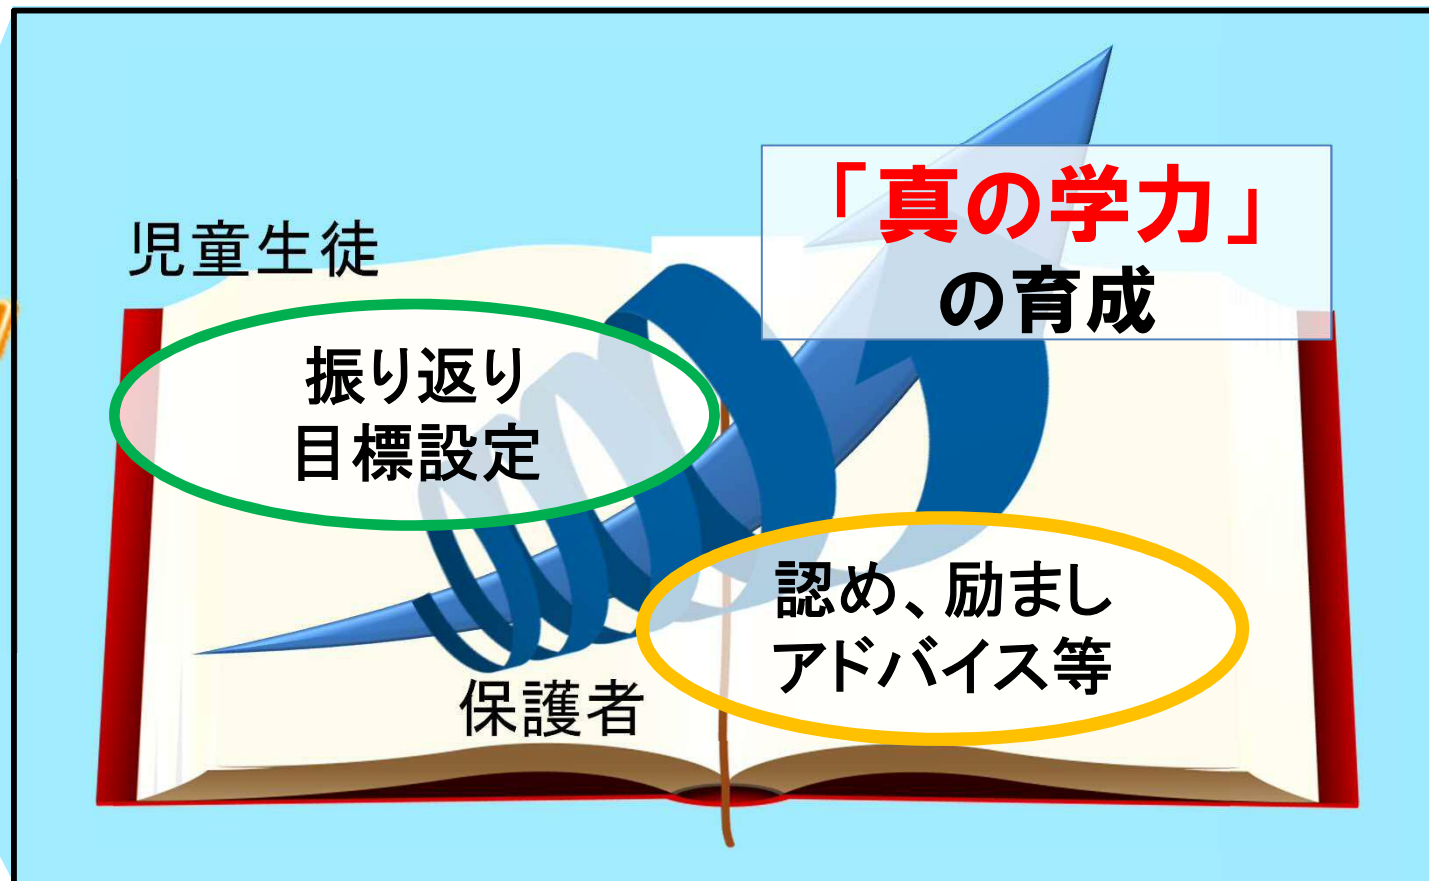 「真の学力」
の育成
児童生徒
振り返り
目標設定
認め、励まし
アドバイス等
保護者